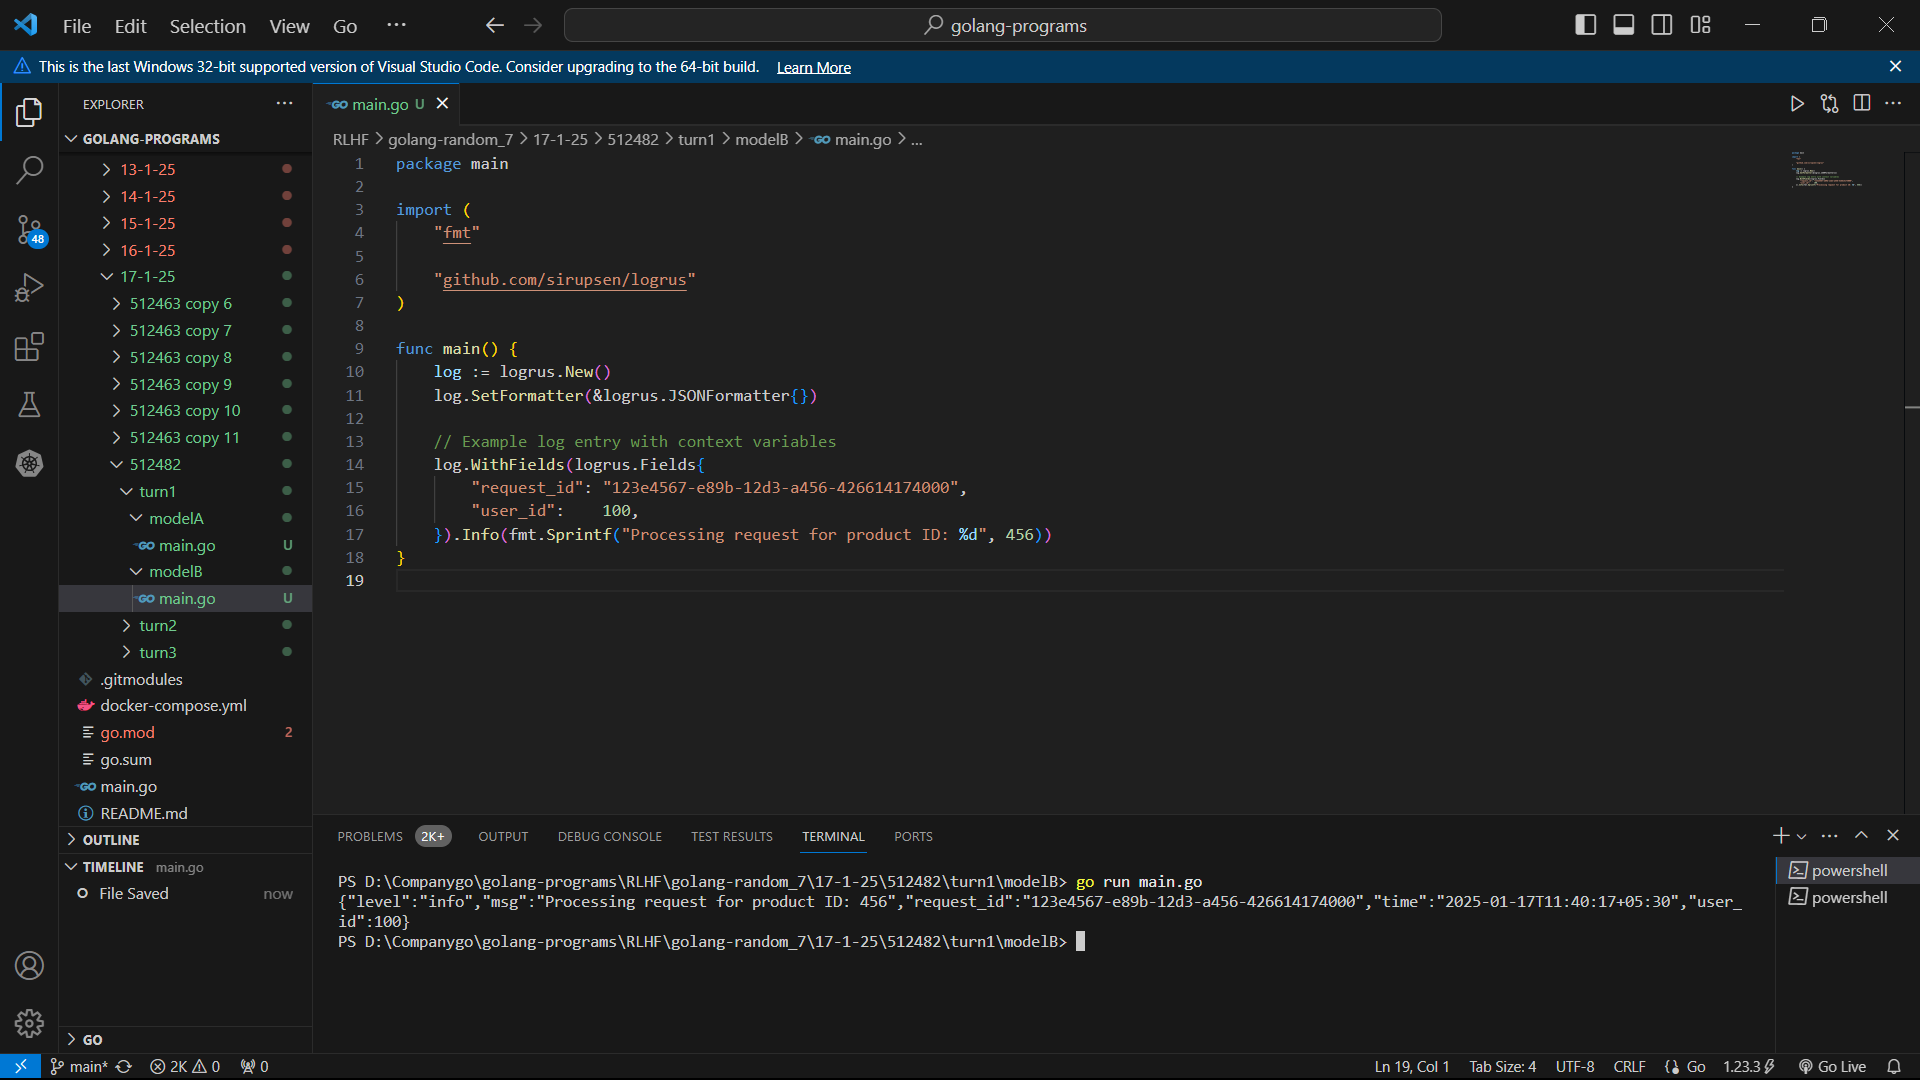 File Edit Selection View Go ··· golang-programs
This is the last Windows 32-bit supported version of Visual Studio Code. Consider upgrading to the 64-bit build. Learn More
EXPLORER
GOLANG-PROGRAMS
13-1-25
14-1-25
15-1-25
16-1-25
17-1-25
512463 copy 6
512463 copy 7
512463 copy 8
512463 copy 9
512463 copy 10
512463 copy 11
512482
turn1
modelA
main.go U
modelB
main.go U
turn2
turn3
.gitmodules
docker-compose.yml
go.mod 2
go.sum
main.go
README.md
OUTLINE
TIMELINE main.go
File Saved now
GO
48
main.go U
RLHF > golang-random_7 > 17-1-25 > 512482 > turn1 > modelB > main.go > ...
1 package main
2
3 import (
4 "fmt"
5
6 "github.com/sirupsen/logrus"
7 )
8
9 func main() {
10 log := logrus.New()
11 log.SetFormatter(&logrus.JSONFormatter{})
12
13 // Example log entry with context variables
14 log.WithFields(logrus.Fields{
15 "request_id": "123e4567-e89b-12d3-a456-426614174000",
16 "user_id": 100,
17 }).Info(fmt.Sprintf("Processing request for product ID: %d", 456))
18 }
19
PROBLEMS 2K+ OUTPUT DEBUG CONSOLE TEST RESULTS TERMINAL PORTS
PS D:\Companygo\golang-programs\RLHF\golang-random_7\17-1-25\512482\turn1\modelB> go run main.go
{"level":"info","msg":"Processing request for product ID: 456","request_id":"123e4567-e89b-12d3-a456-426614174000","time":"2025-01-17T11:40:17+05:30","user_
id":100}
PS D:\Companygo\golang-programs\RLHF\golang-random_7\17-1-25\512482\turn1\modelB>
powershell
powershell
main* 2K 0 0 Ln 19, Col 1 Tab Size: 4 UTF-8 CRLF Go 1.23.3 Go Live